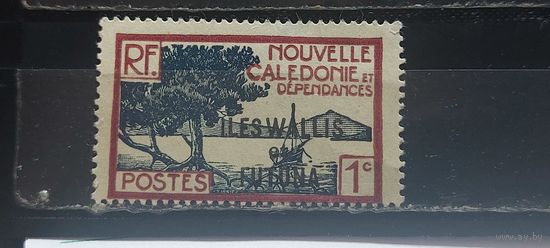 RF.
NOUVELLE
CALEDONIE ET
DÉPENDANCES
ILES WALLIS
et
FUTUNA
POSTES
1c
www.ay.by